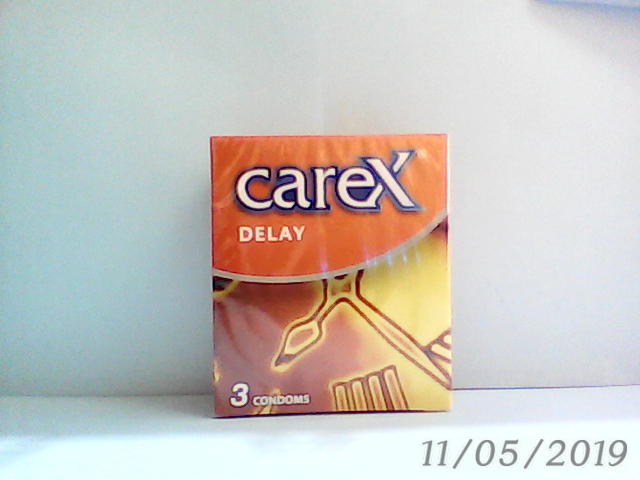 careX
DELAY
3 CONDOMS
11/05/2019